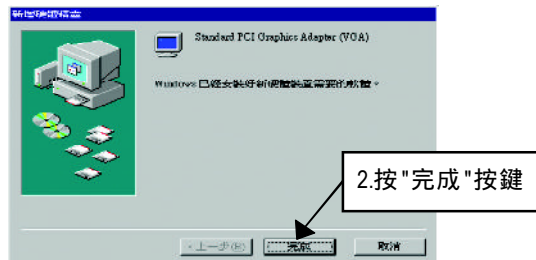 新增硬體精靈
Standard PCI Graphics Adapter (VGA)
Windows 已經安裝好新硬體裝置需要的軟體。
2.按"完成"按鍵
<上一步(B)
完成
取消